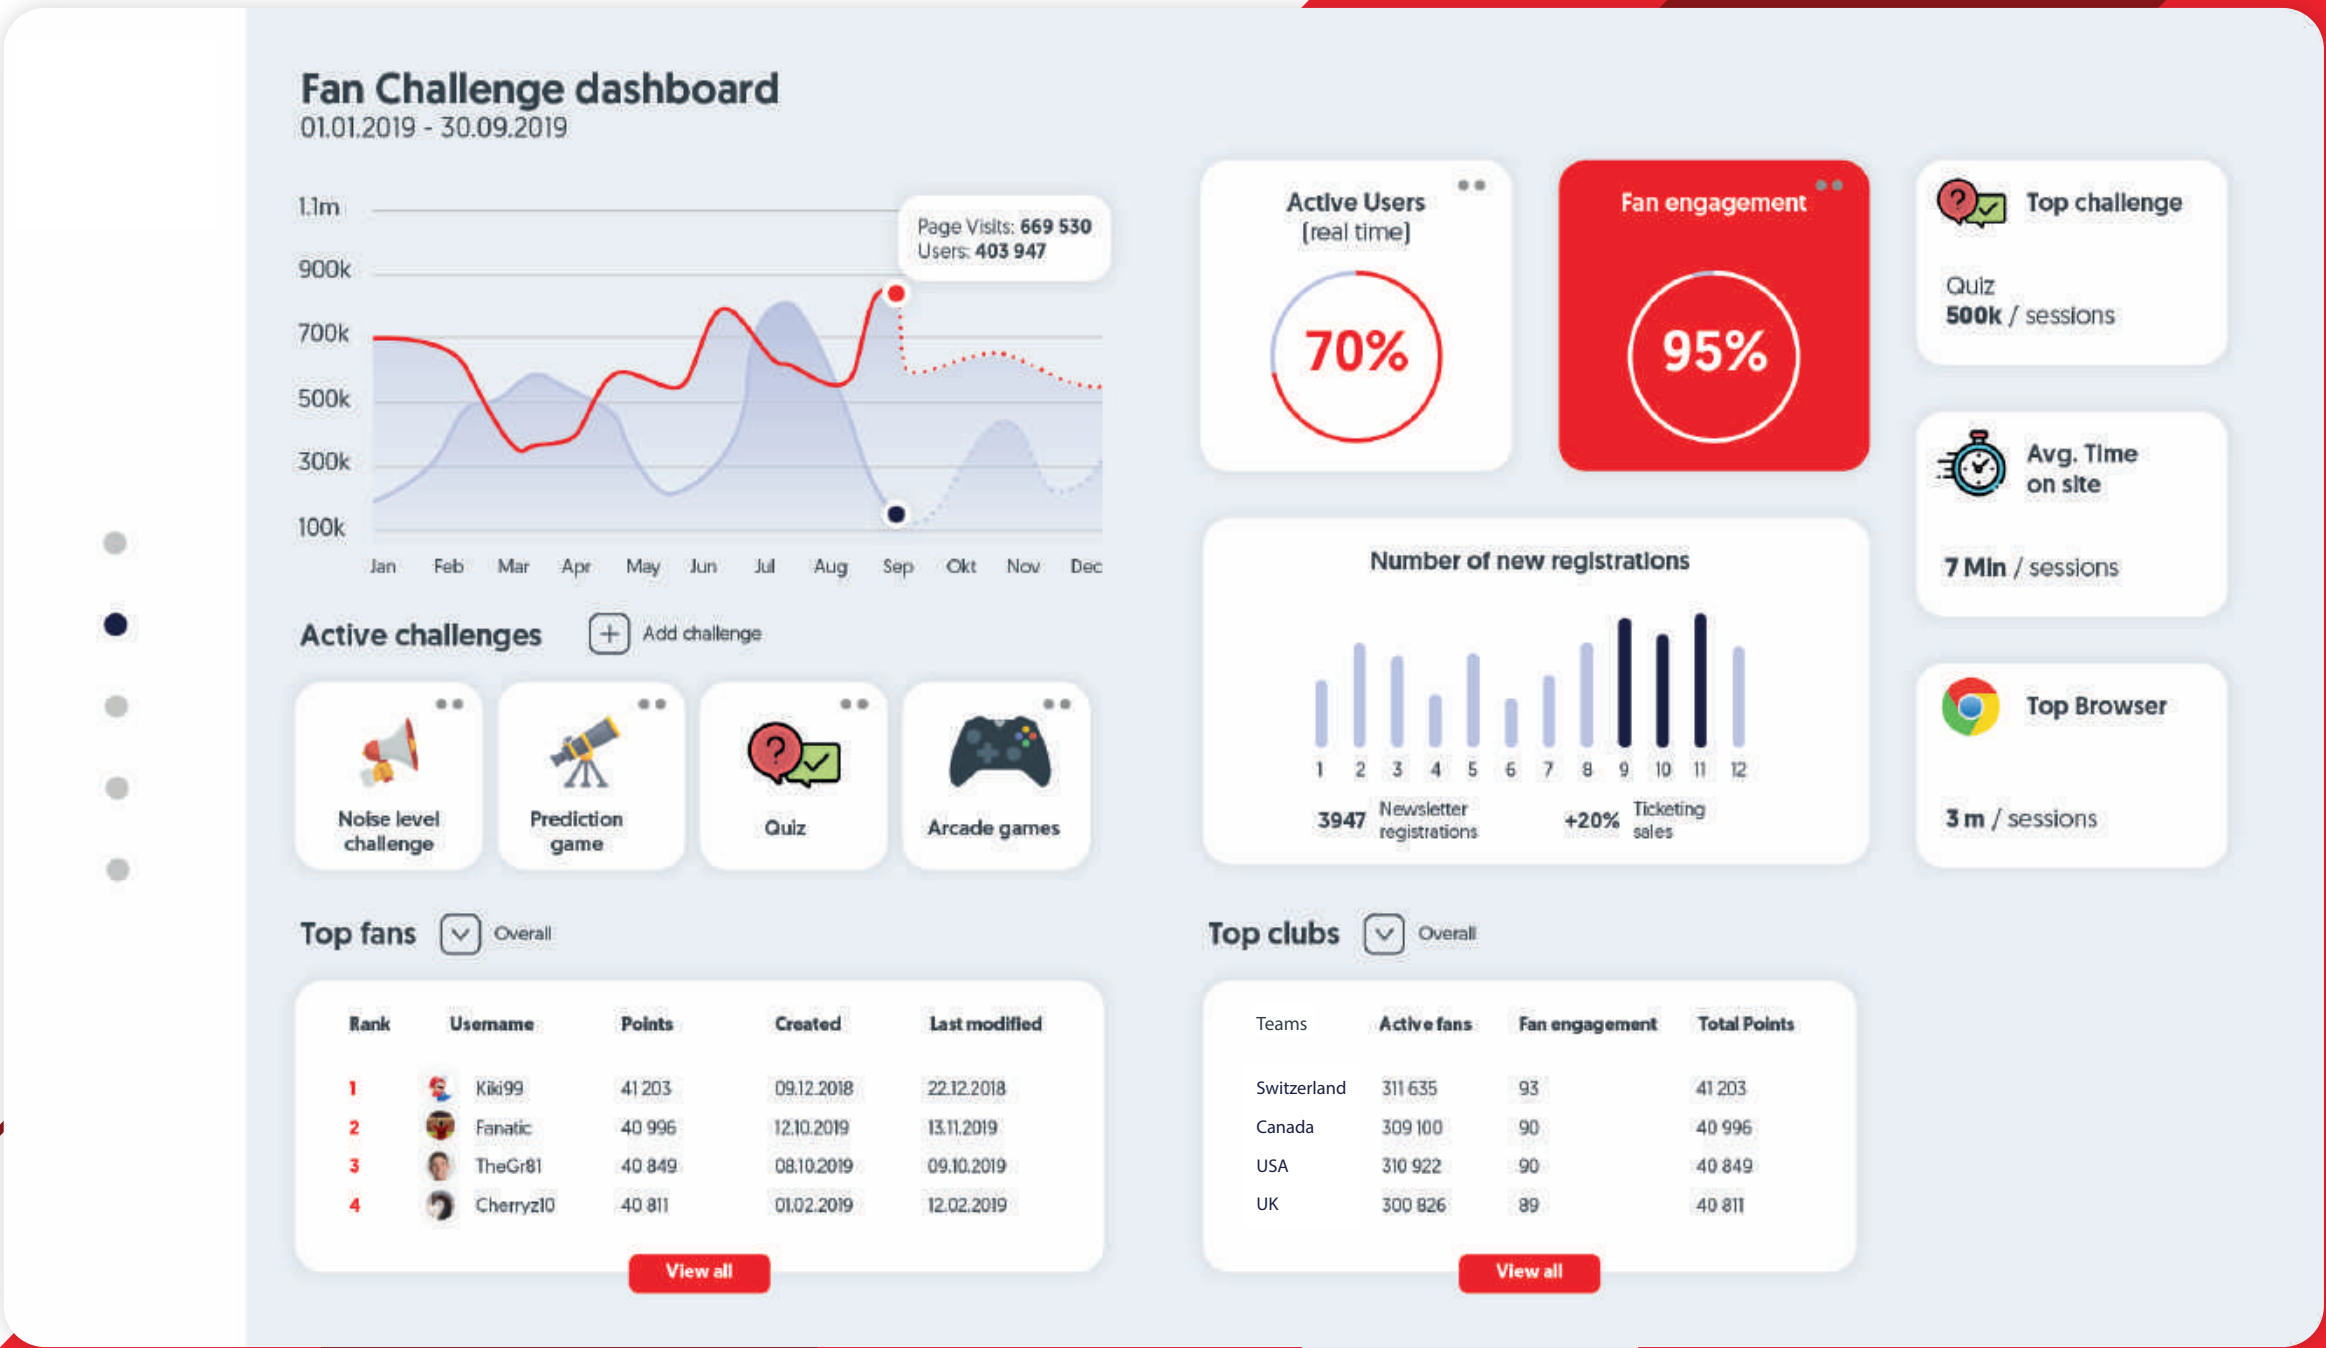 Fan Challenge dashboard
01.01.2019 - 30.09.2019
1.1m
900k
700k
500k
300k
100k
Page Visits: 669 530
Users: 403 947
Jan Feb Mar Apr May Jun Jul Aug Sep Okt Nov Dec
Active Users
(real time)
70%
Fan engagement
95%
Top challenge
Quiz
500k / sessions
Avg. Time
on site
7 Min / sessions
Top Browser
3 m / sessions
Number of new registrations
1 2 3 4 5 6 7 8 9 10 11 12
3947 Newsletter
registrations
+20% Ticketing
sales
Active challenges
+ Add challenge
Noise level
challenge
Prediction
game
?
Quiz
Arcade games
Top fans Overall
Rank Username Points Created Last modified
1 Kiki99 41 203 09.12.2018 22.12.2018
2 Fanatic 40 996 12.10.2019 13.11.2019
3 TheGr81 40 849 08.10.2019 09.10.2019
4 Cherryz10 40 811 01.02.2019 12.02.2019
View all
Top clubs Overall
Teams Active fans Fan engagement Total Points
Switzerland 311 635 93 41 203
Canada 309 100 90 40 996
USA 310 922 90 40 849
UK 300 826 89 40 811
View all